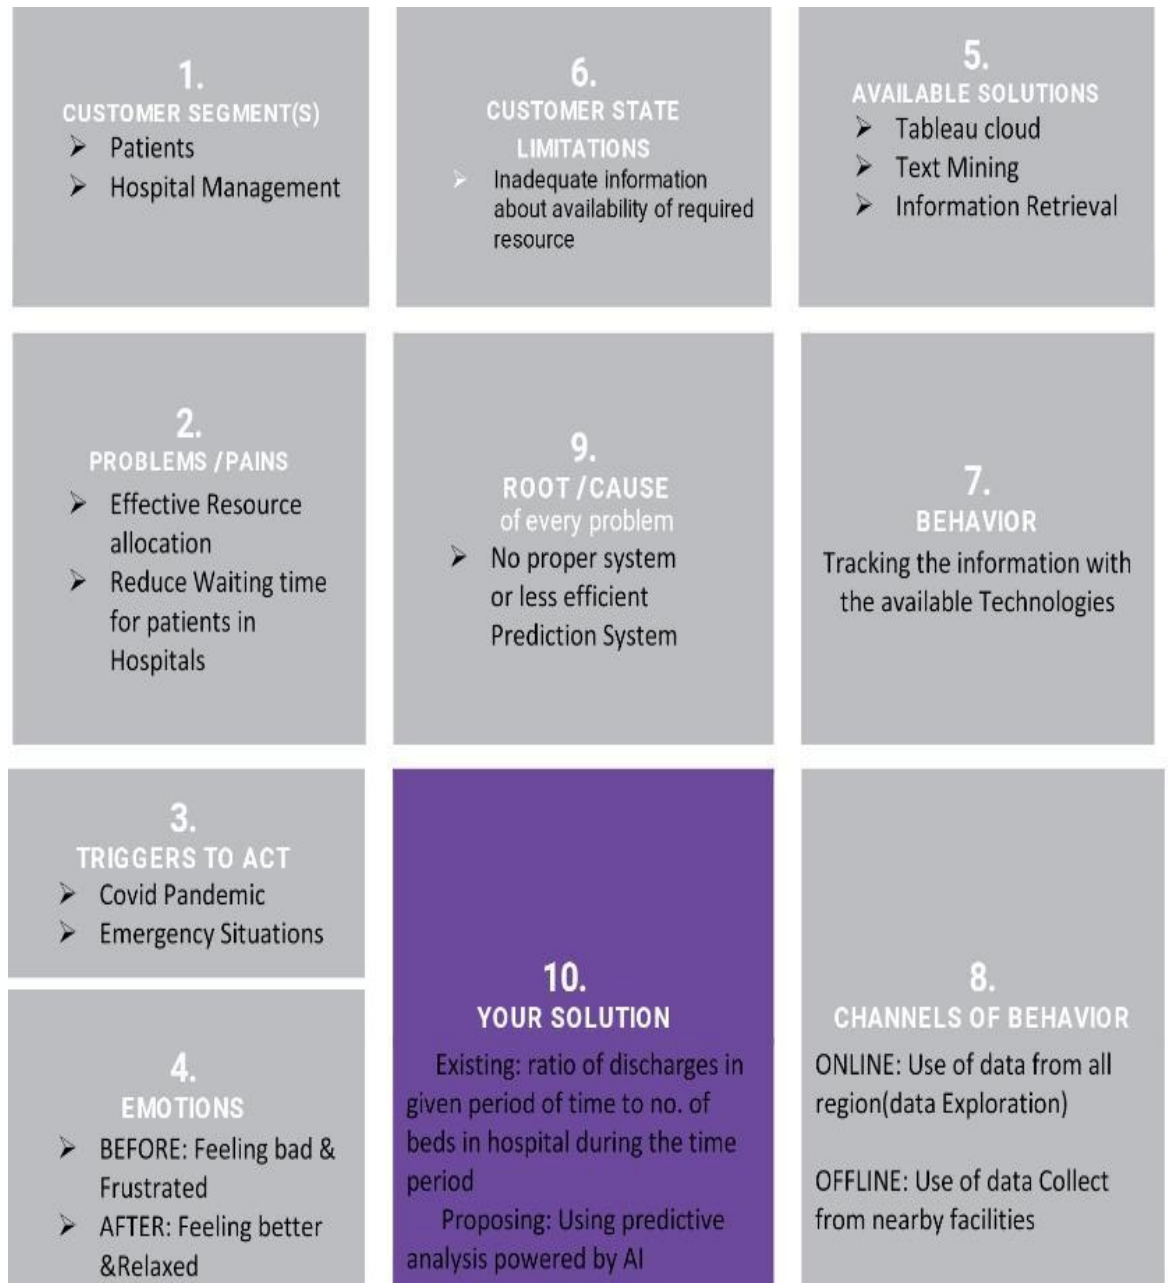 1.
CUSTOMER SEGMENT(S)
➤ Patients
➤ Hospital Management
6.
CUSTOMER STATE
LIMITATIONS
➤ Inadequate information
about availability of required
resource
5.
AVAILABLE SOLUTIONS
➤ Tableau cloud
➤ Text Mining
➤ Information Retrieval
2.
PROBLEMS /PAINS
➤ Effective Resource
allocation
➤ Reduce Waiting time
for patients in
Hospitals
9.
ROOT /CAUSE
of every problem
➤ No proper system
or less efficient
Prediction System
7.
BEHAVIOR
Tracking the information with
the available Technologies
3.
TRIGGERS TO ACT
➤ Covid Pandemic
➤ Emergency Situations
4.
EMOTIONS
➤ BEFORE: Feeling bad &
Frustrated
➤ AFTER: Feeling better
&Relaxed
10.
YOUR SOLUTION
Existing: ratio of discharges in
given period of time to no. of
beds in hospital during the time
period
Proposing: Using predictive
analysis powered by AI
8.
CHANNELS OF BEHAVIOR
ONLINE: Use of data from all
region(data Exploration)
OFFLINE: Use of data Collect
from nearby facilities